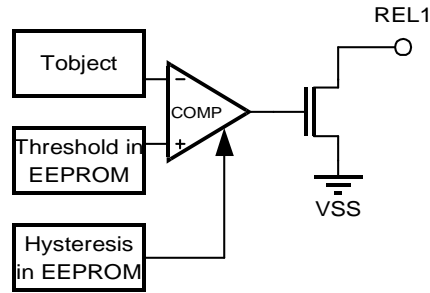 REL1
Tobject
−
COMP
Threshold in
EEPROM
+
VSS
Hysteresis
in EEPROM